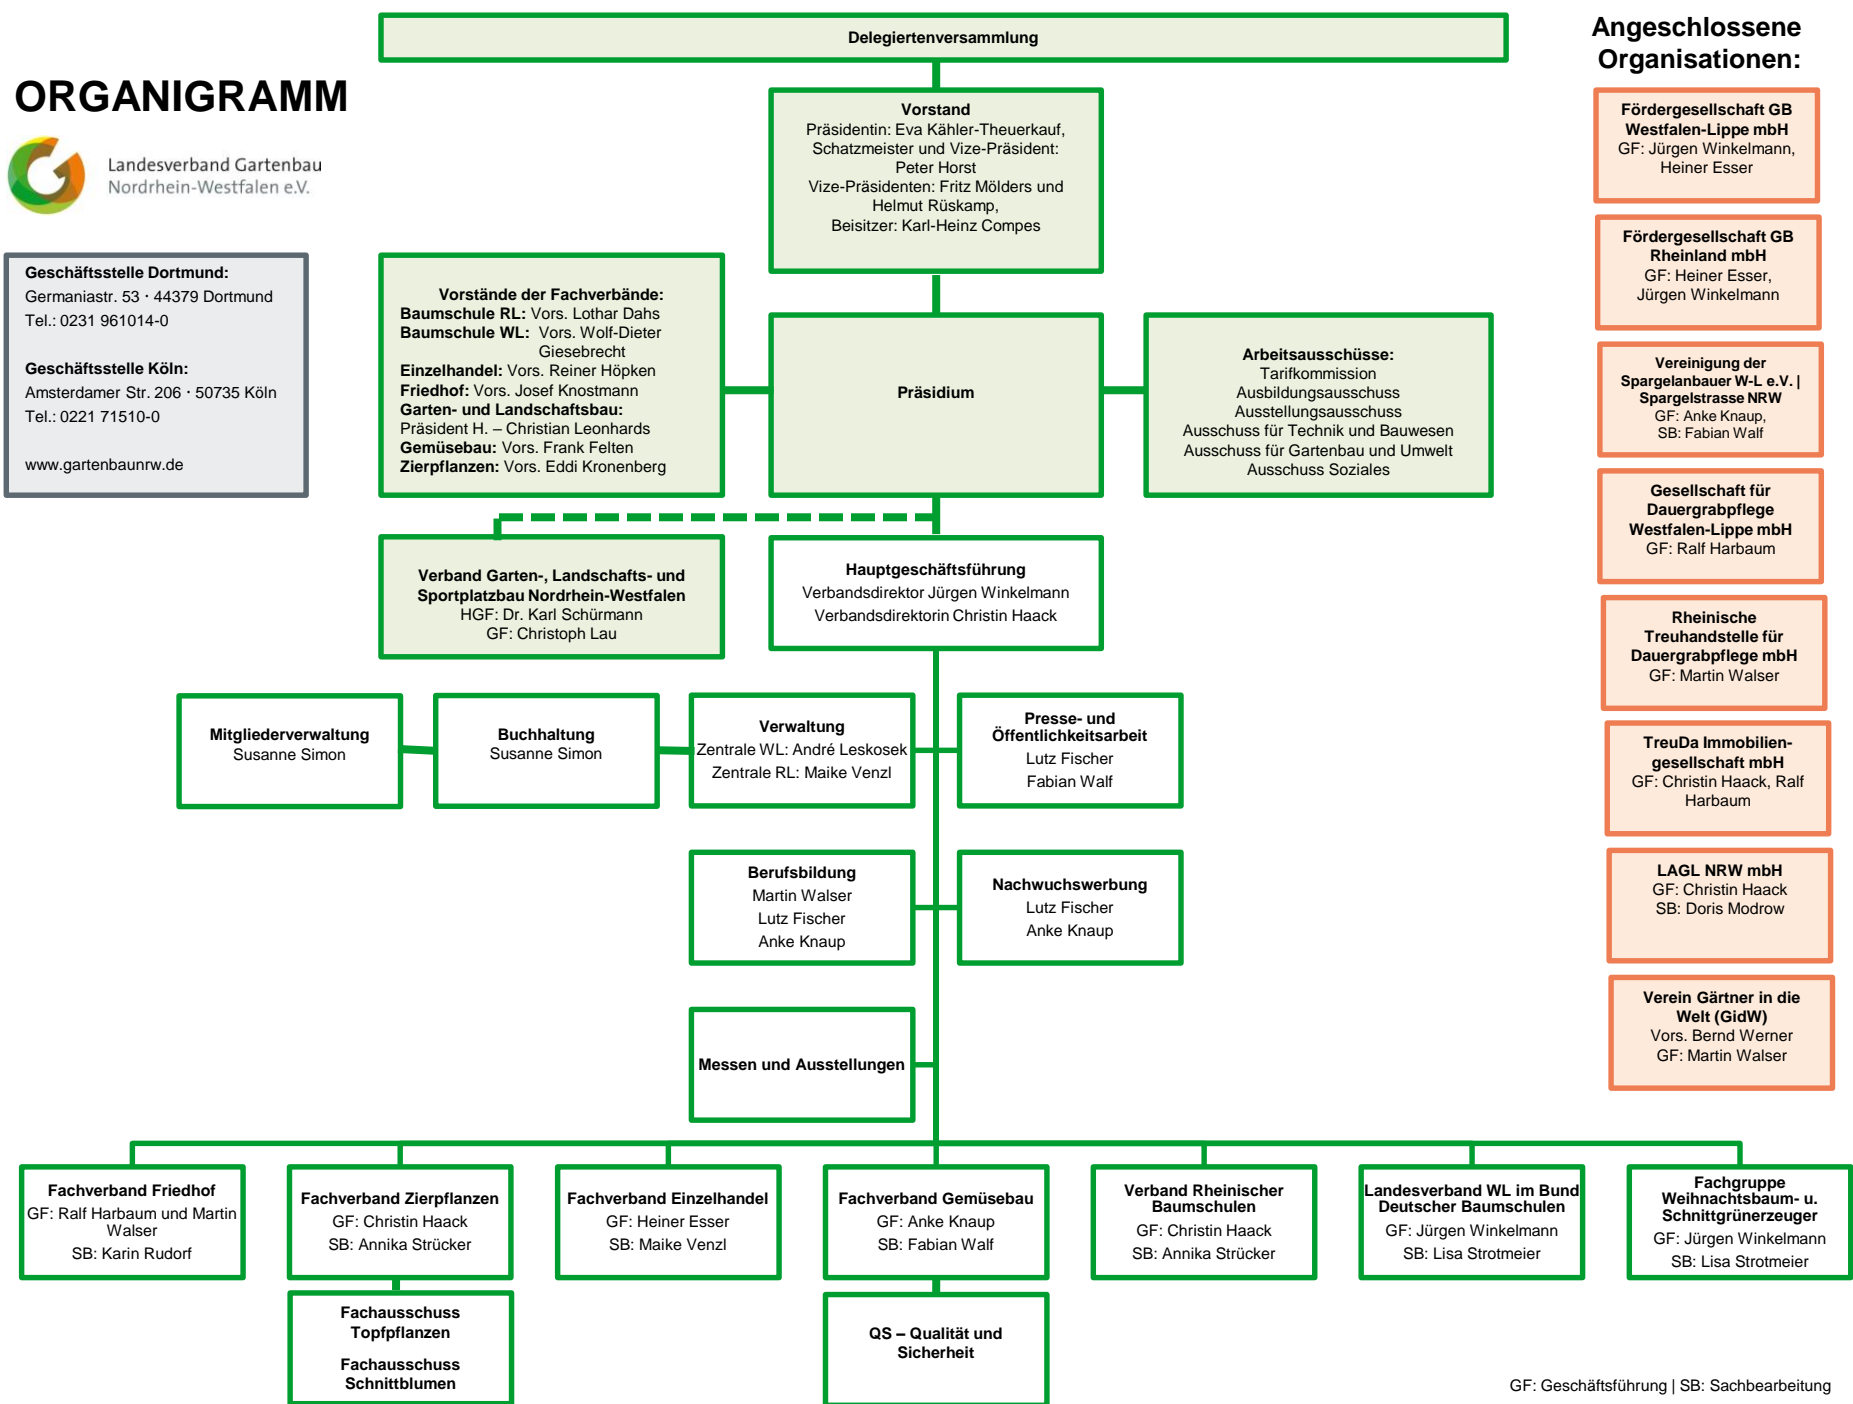 ORGANIGRAMM
Landesverband Gartenbau
Nordrhein-Westfalen e.V.
Geschäftsstelle Dortmund:
Germaniastr. 53 · 44379 Dortmund
Tel.: 0231 961014-0
Geschäftsstelle Köln:
Amsterdamer Str. 206 · 50735 Köln
Tel.: 0221 71510-0
www.gartenbaunrw.de
Delegiertenversammlung
Vorstand
Präsidentin: Eva Kähler-Theuerkauf,
Schatzmeister und Vize-Präsident:
Peter Horst
Vize-Präsidenten: Fritz Mölders und
Helmut Rüskamp,
Beisitzer: Karl-Heinz Compes
Vorstände der Fachverbände:
Baumschule RL: Vors. Lothar Dahs
Baumschule WL: Vors. Wolf-Dieter
Giesebrecht
Einzelhandel: Vors. Reiner Höpken
Friedhof: Vors. Josef Knostmann
Garten- und Landschaftsbau:
Präsident H. – Christian Leonhards
Gemüsebau: Vors. Frank Felten
Zierpflanzen: Vors. Eddi Kronenberg
Präsidium
Arbeitsausschüsse:
Tarifkommission
Ausbildungsausschuss
Ausstellungsausschuss
Ausschuss für Technik und Bauwesen
Ausschuss für Gartenbau und Umwelt
Ausschuss Soziales
Verband Garten-, Landschafts- und
Sportplatzbau Nordrhein-Westfalen
HGF: Dr. Karl Schürmann
GF: Christoph Lau
Hauptgeschäftsführung
Verbandsdirektor Jürgen Winkelmann
Verbandsdirektorin Christin Haack
Mitgliederverwaltung
Susanne Simon
Buchhaltung
Susanne Simon
Verwaltung
Zentrale WL: André Leskosek
Zentrale RL: Maike Venzl
Presse- und
Öffentlichkeitsarbeit
Lutz Fischer
Fabian Walf
Berufsbildung
Martin Walser
Lutz Fischer
Anke Knaup
Nachwuchswerbung
Lutz Fischer
Anke Knaup
Messen und Ausstellungen
Fachverband Friedhof
GF: Ralf Harbaum und Martin
Walser
SB: Karin Rudorf
Fachverband Zierpflanzen
GF: Christin Haack
SB: Annika Strücker
Fachverband Einzelhandel
GF: Heiner Esser
SB: Maike Venzl
Fachverband Gemüsebau
GF: Anke Knaup
SB: Fabian Walf
Verband Rheinischer
Baumschulen
GF: Christin Haack
SB: Annika Strücker
Landesverband WL im Bund
Deutscher Baumschulen
GF: Jürgen Winkelmann
SB: Lisa Strotmeier
Fachgruppe
Weihnachtsbaum- u.
Schnittgrünerzeuger
GF: Jürgen Winkelmann
SB: Lisa Strotmeier
Fachausschuss
Topfpflanzen
Fachausschuss
Schnittblumen
QS – Qualität und
Sicherheit
Angeschlossene
Organisationen:
Fördergesellschaft GB
Westfalen-Lippe mbH
GF: Jürgen Winkelmann,
Heiner Esser
Fördergesellschaft GB
Rheinland mbH
GF: Heiner Esser,
Jürgen Winkelmann
Vereinigung der
Spargelanbauer W-L e.V. |
Spargelstrasse NRW
GF: Anke Knaup,
SB: Fabian Walf
Gesellschaft für
Dauergrabpflege
Westfalen-Lippe mbH
GF: Ralf Harbaum
Rheinische
Treuhandstelle für
Dauergrabpflege mbH
GF: Martin Walser
TreuDa Immobilien-
gesellschaft mbH
GF: Christin Haack, Ralf
Harbaum
LAGL NRW mbH
GF: Christin Haack
SB: Doris Modrow
Verein Gärtner in die
Welt (GidW)
Vors. Bernd Werner
GF: Martin Walser
GF: Geschäftsführung | SB: Sachbearbeitung